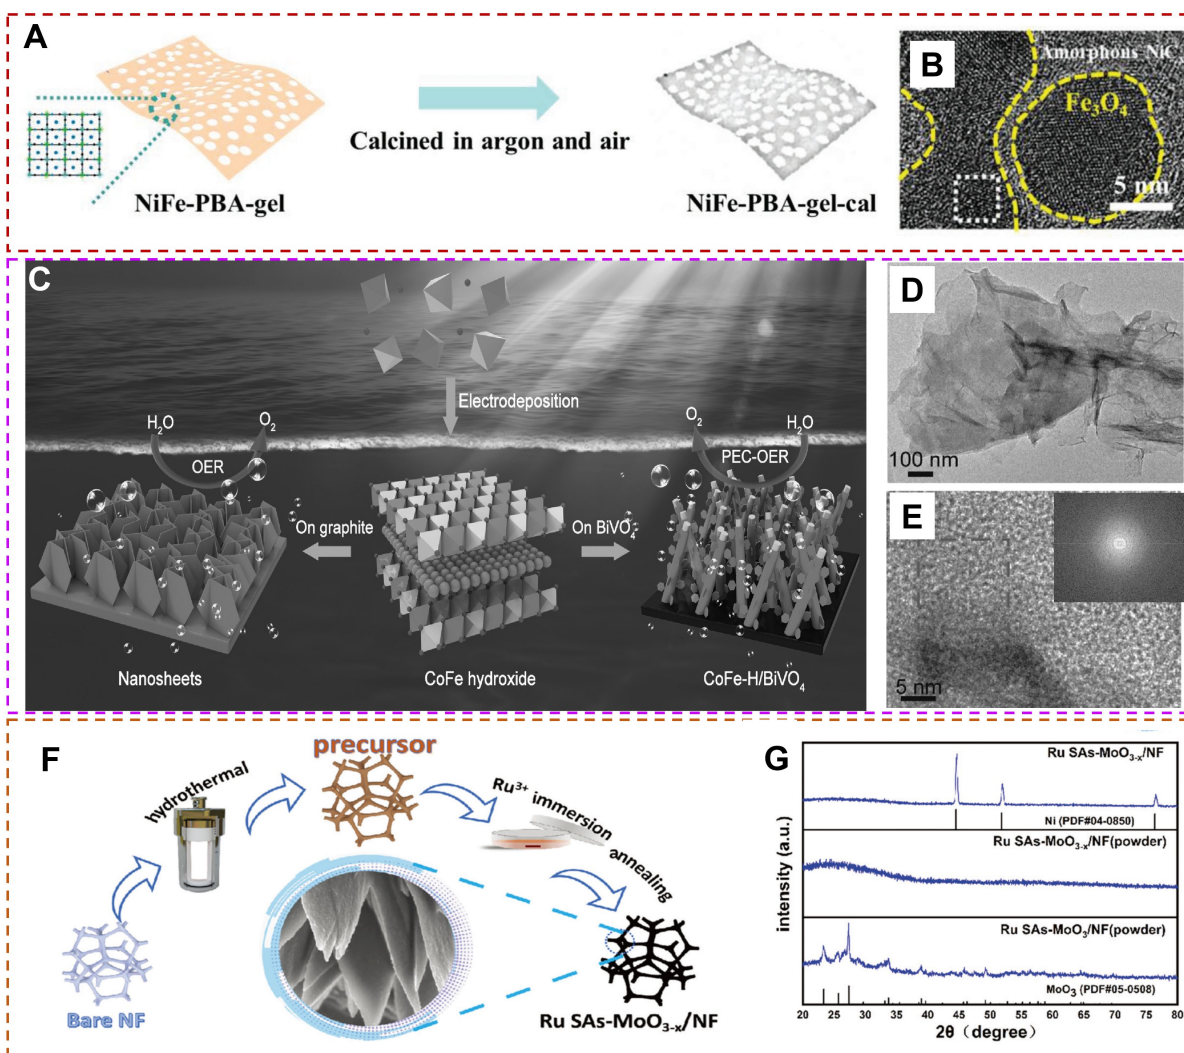 A
Calcined in argon and air
NiFe-PBA-gel
NiFe-PBA-gel-cal
B
Amorphous NiC
Fe₃O₄
5 nm
C
Electrodeposition
H₂O
O₂
OER
O₂
H₂O
PEC-OER
On graphite
On BiVO₄
Nanosheets
CoFe hydroxide
CoFe-H/BiVO₄
D
100 nm
E
5 nm
F
hydrothermal
precursor
Ru³⁺ immersion
annealing
Bare NF
Ru SAs-MoO₃₋ₓ/NF
G
Ru SAs-MoO₃₋ₓ/NF
Ni (PDF#04-0850)
Ru SAs-MoO₃₋ₓ/NF(powder)
Ru SAs-MoO₃/NF(powder)
MoO₃ (PDF#05-0508)
intensity (a.u.)
20 25 30 35 40 45 50 55 60 65 70 75 80
2θ（degree）